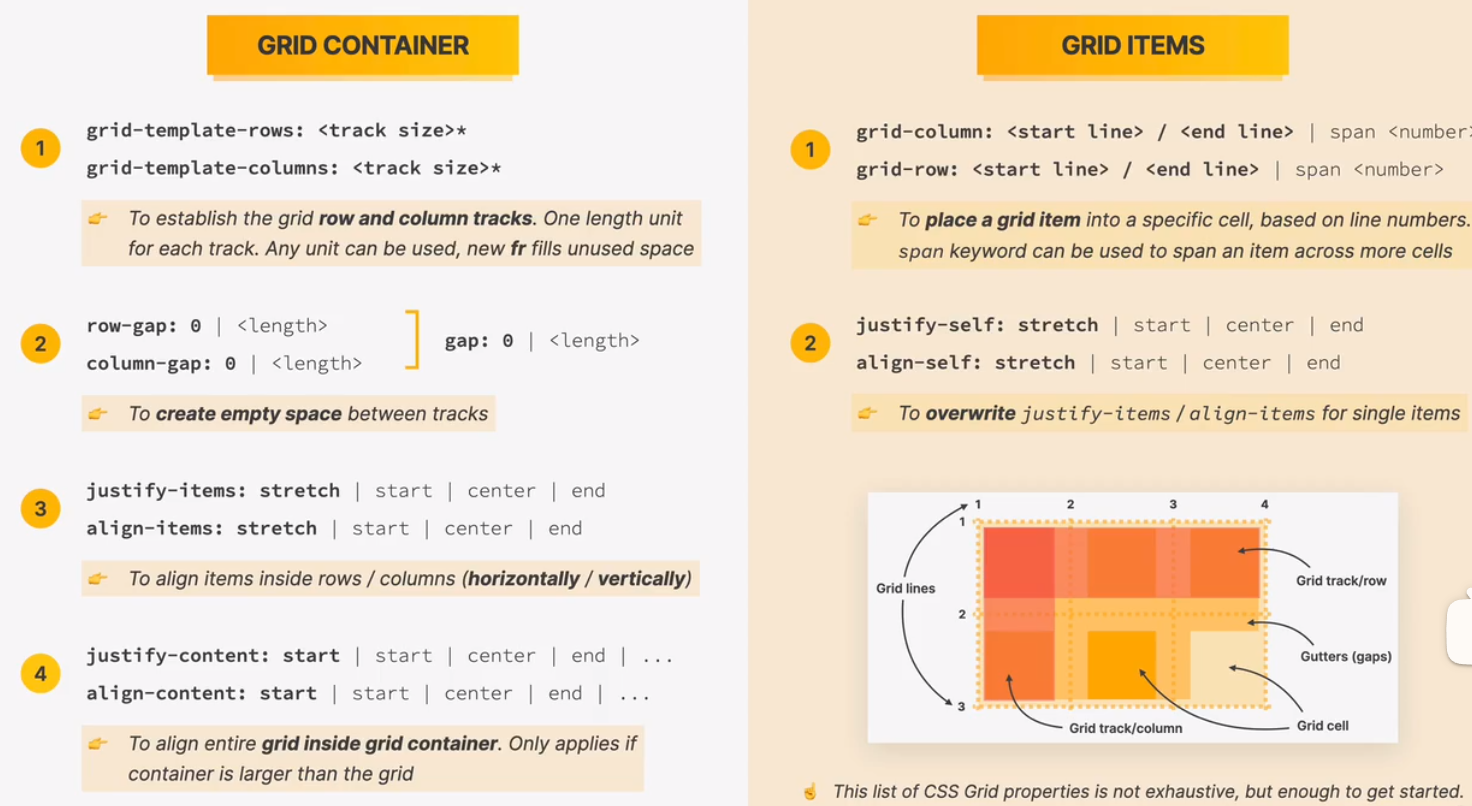 GRID CONTAINER
1
grid-template-rows: <track size>*
grid-template-columns: <track size>*
👉 To establish the grid row and column tracks. One length unit
for each track. Any unit can be used, new fr fills unused space
2
row-gap: 0 | <length>
column-gap: 0 | <length>
gap: 0 | <length>
👉 To create empty space between tracks
3
justify-items: stretch | start | center | end
align-items: stretch | start | center | end
👉 To align items inside rows / columns (horizontally / vertically)
4
justify-content: start | start | center | end | ...
align-content: start | start | center | end | ...
👉 To align entire grid inside grid container. Only applies if
container is larger than the grid
GRID ITEMS
1
grid-column: <start line> / <end line> | span <number>
grid-row: <start line> / <end line> | span <number>
👉 To place a grid item into a specific cell, based on line numbers.
span keyword can be used to span an item across more cells
2
justify-self: stretch | start | center | end
align-self: stretch | start | center | end
👉 To overwrite justify-items / align-items for single items
1 2 3 4
1
Grid track/row
Grid lines
2
Gutters (gaps)
3
Grid cell
Grid track/column
☝️ This list of CSS Grid properties is not exhaustive, but enough to get started.